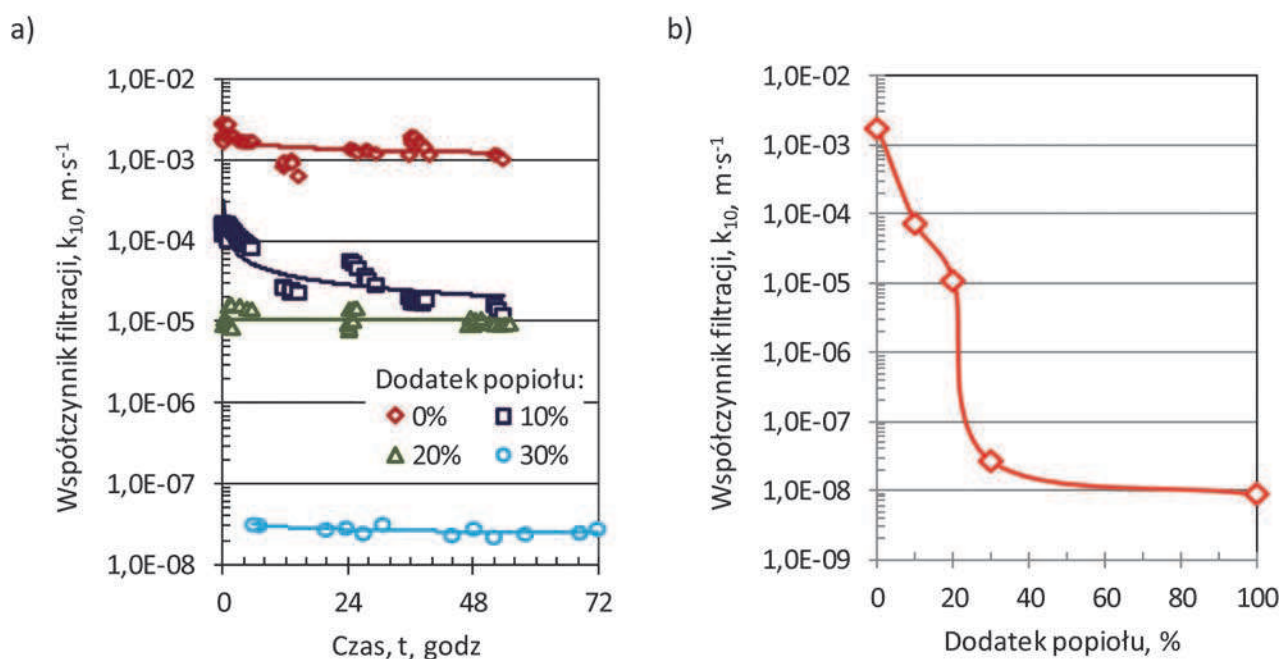 a)
Współczynnik filtracji, k₁₀, m·s⁻¹
1,0E-02
1,0E-03
1,0E-04
1,0E-05
1,0E-06
1,0E-07
1,0E-08
Dodatek popiołu:
0%
10%
20%
30%
0
24
48
72
Czas, t, godz
b)
Współczynnik filtracji, k₁₀, m·s⁻¹
1,0E-02
1,0E-03
1,0E-04
1,0E-05
1,0E-06
1,0E-07
1,0E-08
1,0E-09
0
20
40
60
80
100
Dodatek popiołu, %